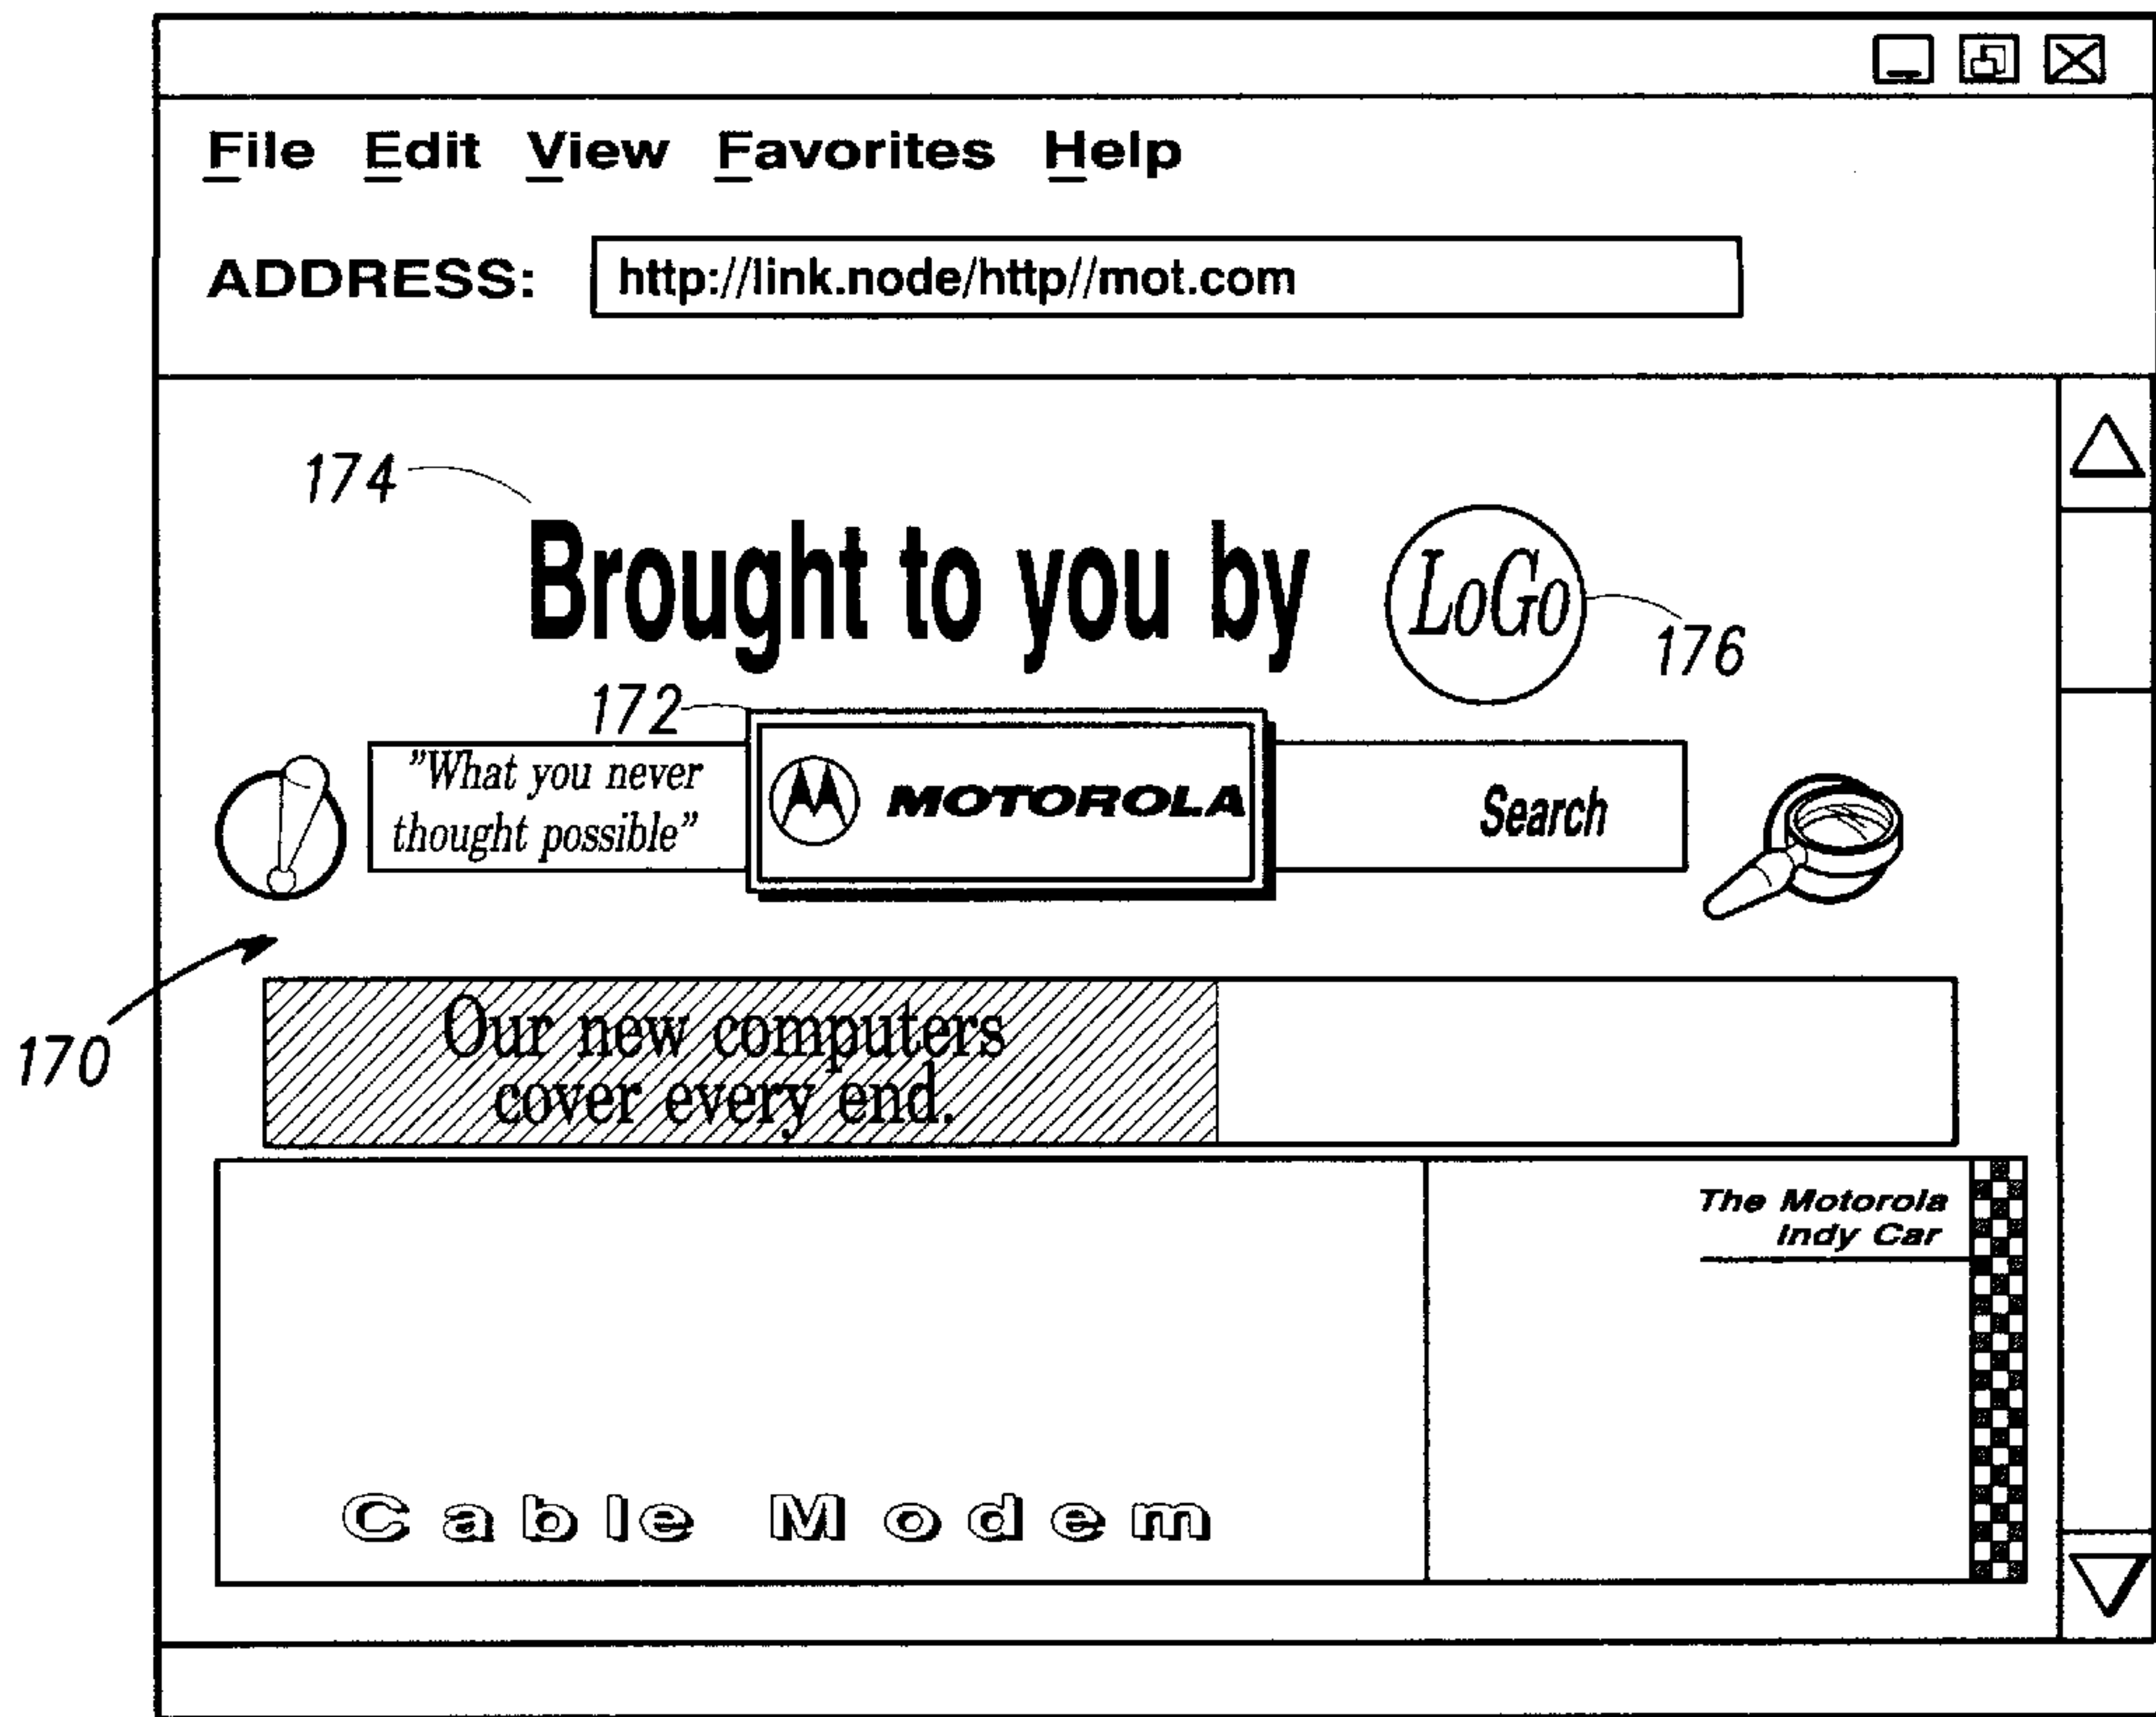 File Edit View Favorites Help
ADDRESS: http://link.node/http//mot.com
174
Brought to you by LoGo
176
172
"What you never
thought possible"
MOTOROLA
Search
170
Our new computers
cover every end.
The Motorola
Indy Car
Cable Modem